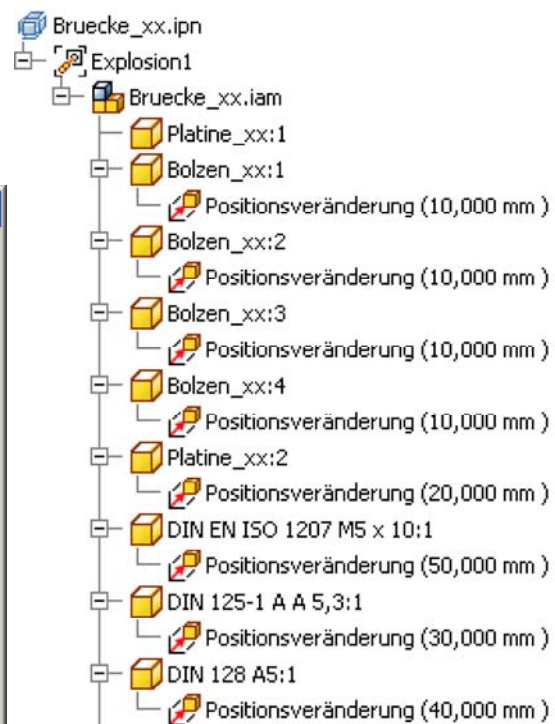 Bruecke_xx.ipn
Explosion1
Bruecke_xx.iam
Platine_xx:1
Bolzen_xx:1
Positionsveränderung (10,000 mm )
Bolzen_xx:2
Positionsveränderung (10,000 mm )
Bolzen_xx:3
Positionsveränderung (10,000 mm )
Bolzen_xx:4
Positionsveränderung (10,000 mm )
Platine_xx:2
Positionsveränderung (20,000 mm )
DIN EN ISO 1207 M5 x 10:1
Positionsveränderung (50,000 mm )
DIN 125-1 A A 5,3:1
Positionsveränderung (30,000 mm )
DIN 128 A5:1
Positionsveränderung (40,000 mm )